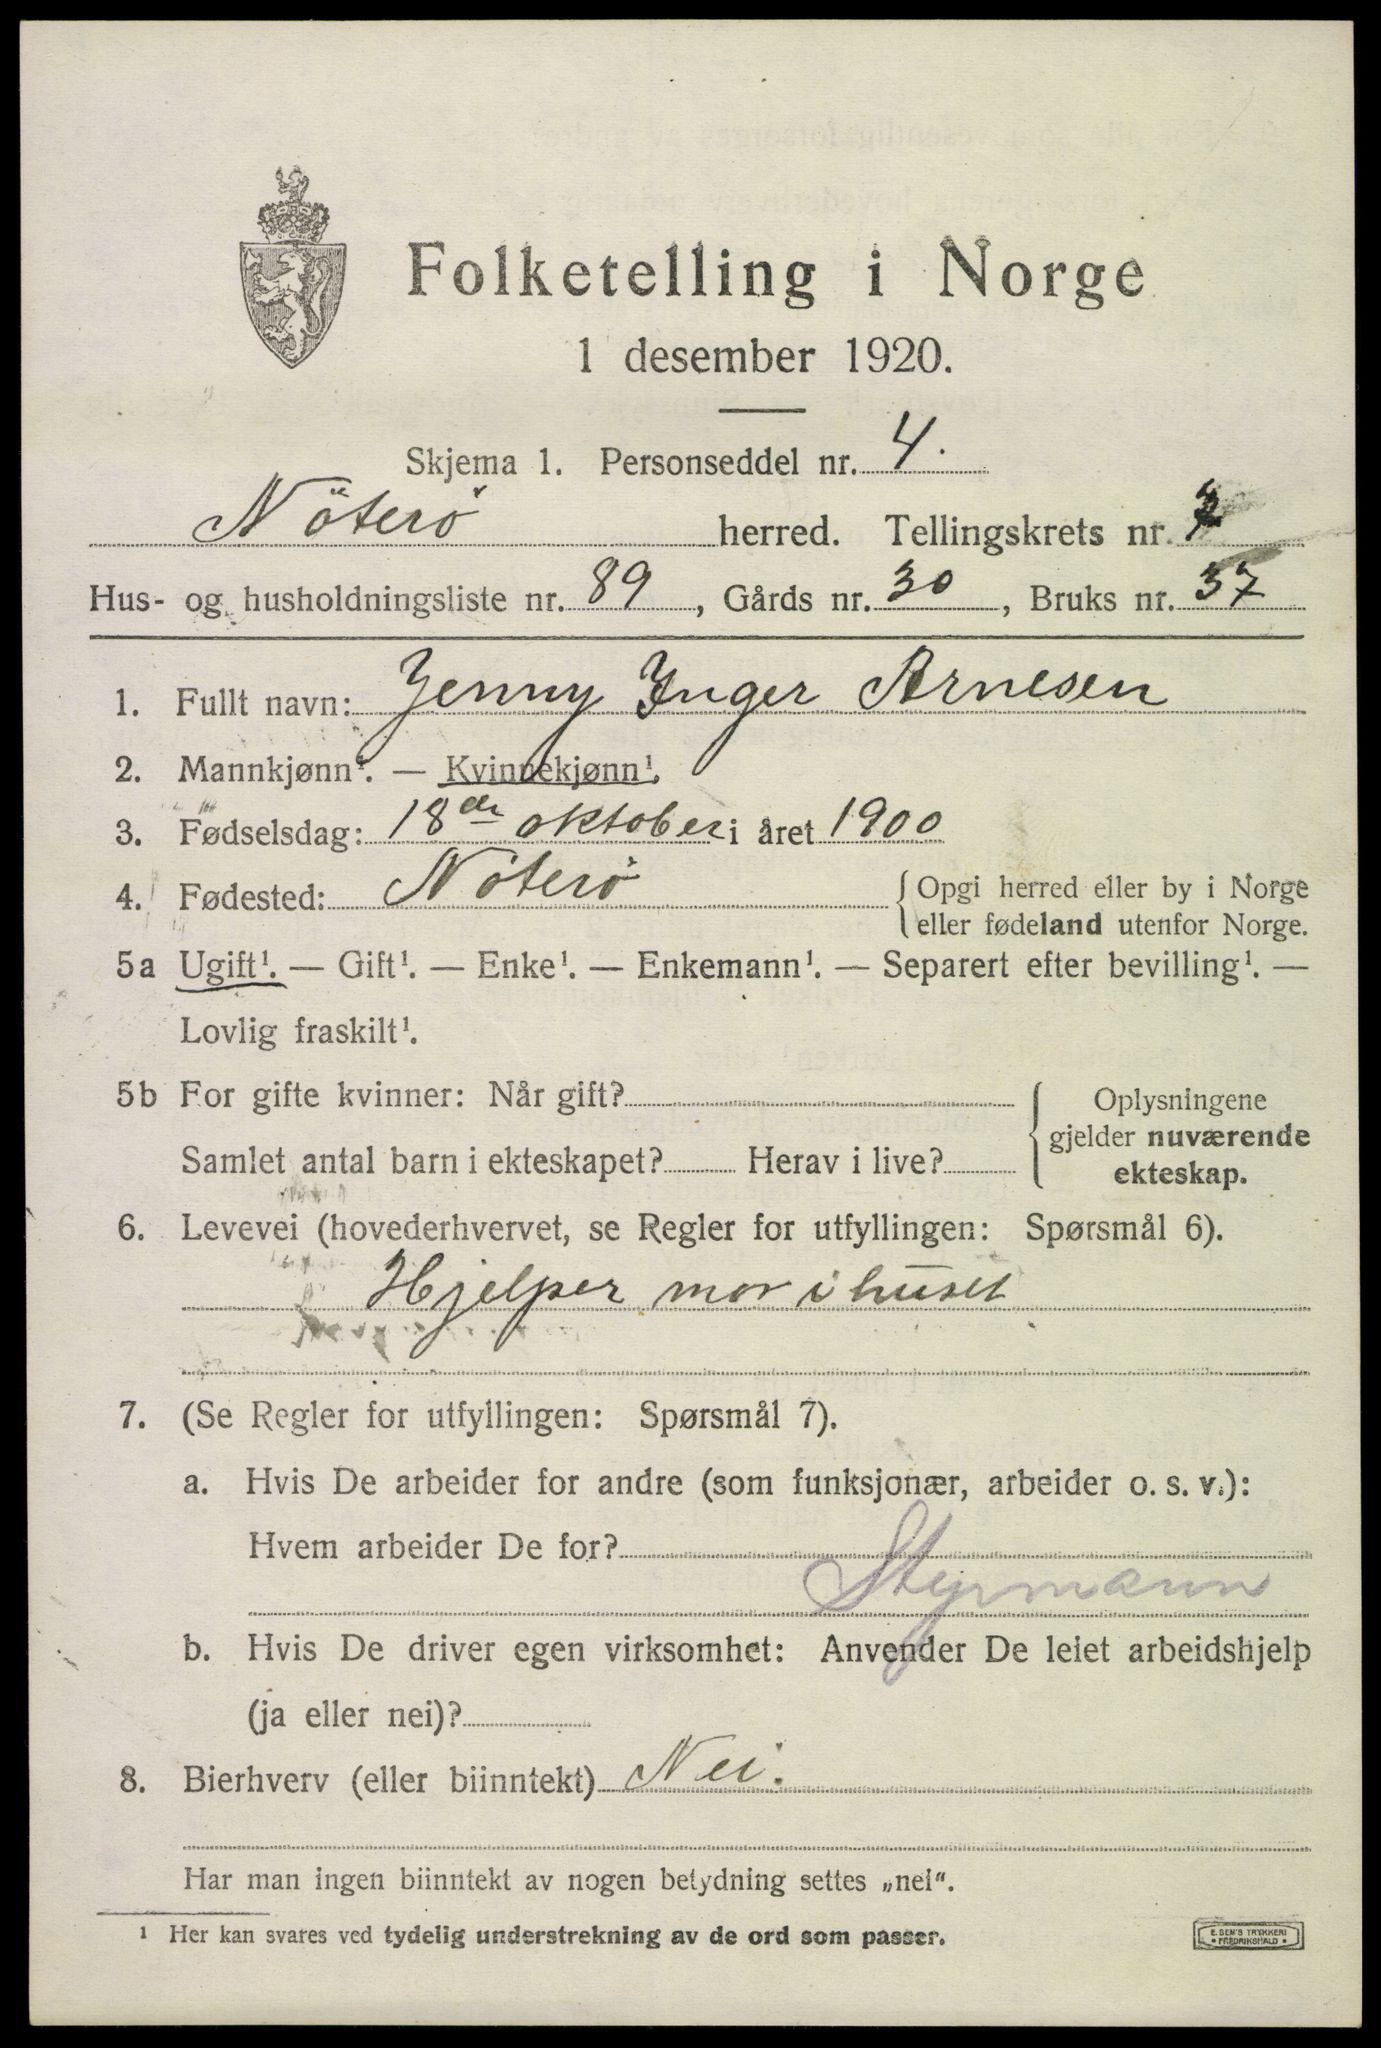 Folketelling i Norge
1 desember 1920.
Skjema 1. Personseddel nr. 4.
Nöterö herred. Tellingskrets nr.
Hus- og husholdningsliste nr. 89, Gårds nr. 30, Bruks nr. 37
1. Fullt navn: Jenny Inger Arnesen
2. Mannkjønn¹. — Kvinnekjønn¹.
3. Fødselsdag: 18de oktober i året 1900
4. Fødested: Nöterö { Opgi herred eller by i Norge
eller fødeland utenfor Norge.
5a Ugift¹. — Gift¹. — Enke¹. — Enkemann¹. — Separert efter bevilling¹. —
Lovlig fraskilt¹.
5b For gifte kvinner: Når gift? { Oplysningene
gjelder nuværende
Samlet antal barn i ekteskapet? Herav i live?
ekteskap.
6. Levevei (hovederhvervet, se Regler for utfyllingen: Spørsmål 6).
Hjelper mor i huset
7. (Se Regler for utfyllingen: Spørsmål 7).
a. Hvis De arbeider for andre (som funksjonær, arbeider o. s. v.):
Hvem arbeider De for?
Styrmann
b. Hvis De driver egen virksomhet: Anvender De leiet arbeidshjelp
(ja eller nei)?
8. Bierhverv (eller biinntekt) Nei.
Har man ingen biinntekt av nogen betydning settes „nei".
¹ Her kan svares ved tydelig understrekning av de ord som passer.
E. SEM'S TRYKKERI
• FREDRIKSHALD •